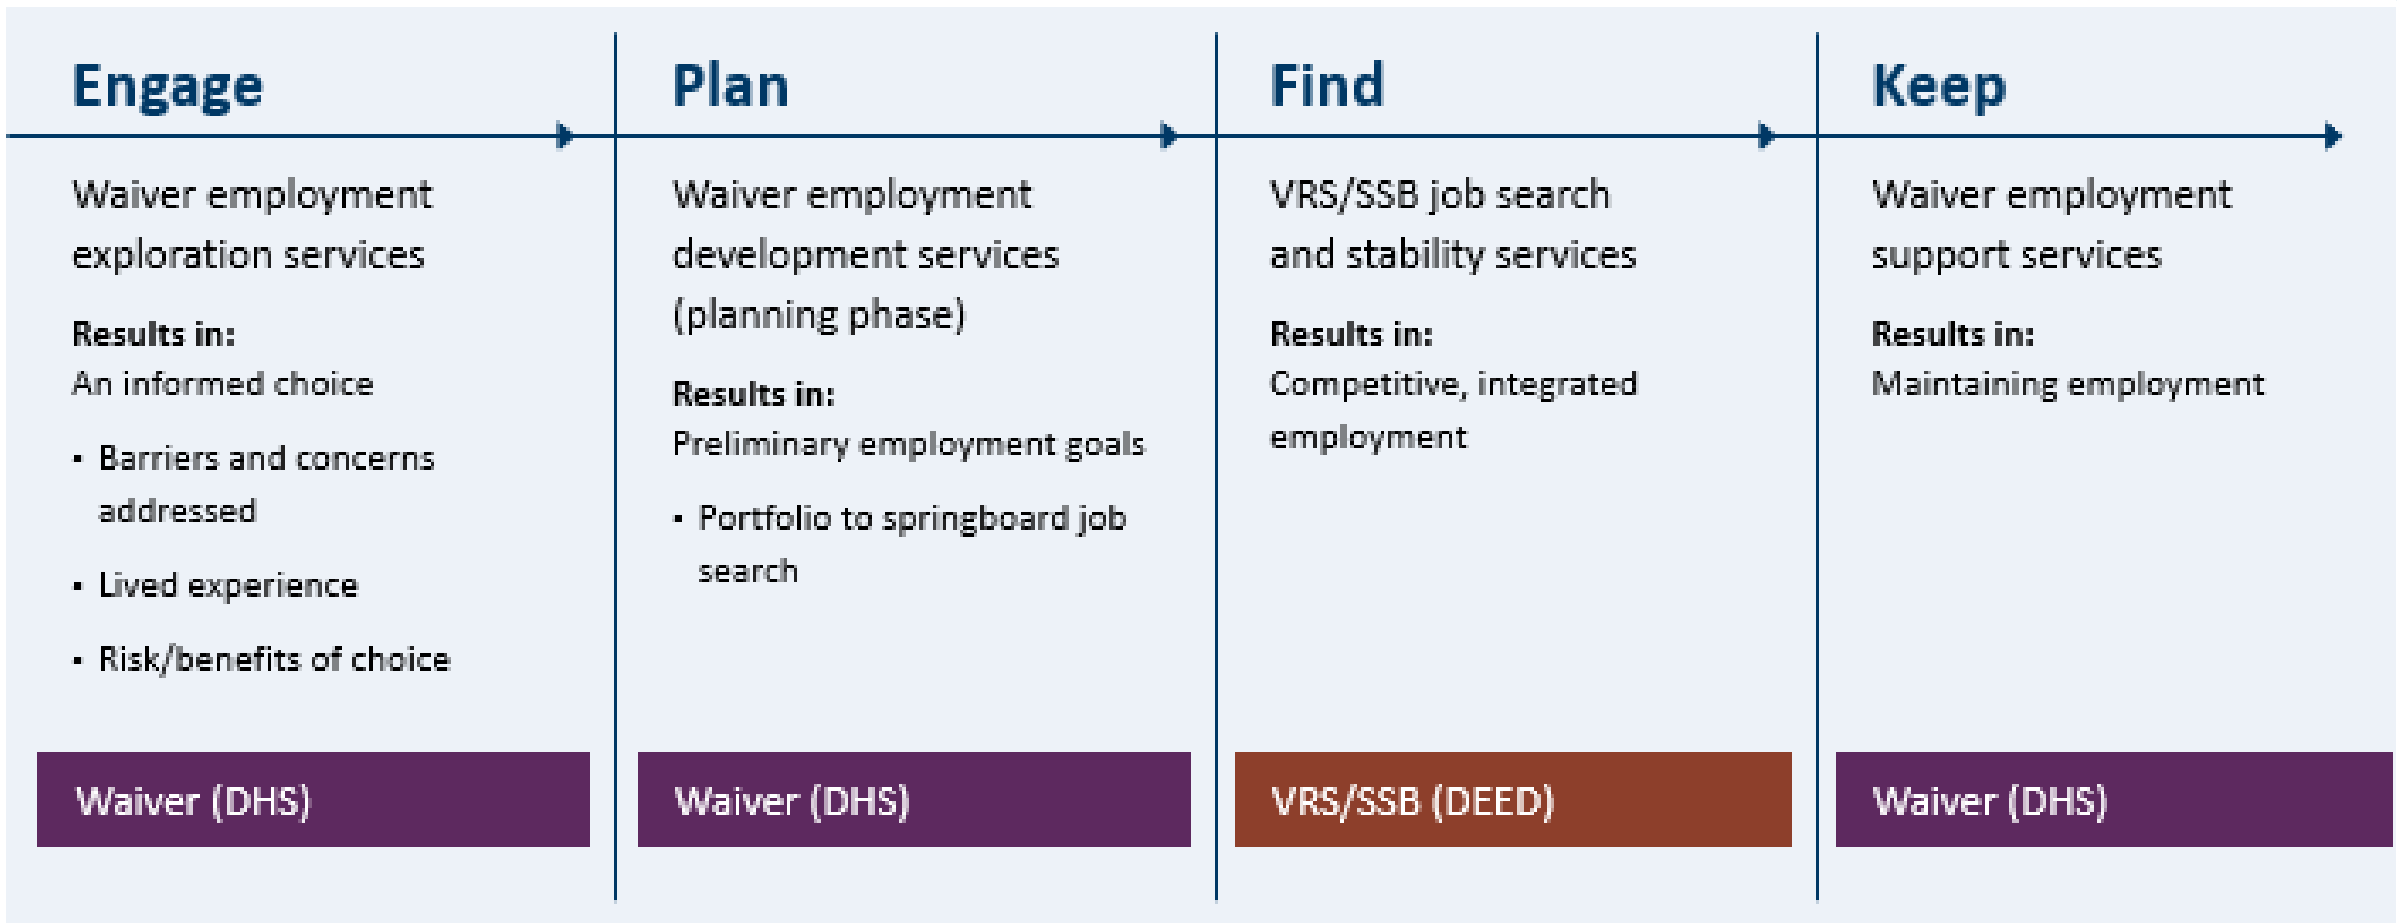 Engage
Waiver employment
exploration services
Results in:
An informed choice
▪ Barriers and concerns
addressed
▪ Lived experience
▪ Risk/benefits of choice
Waiver (DHS)
Plan
Waiver employment
development services
(planning phase)
Results in:
Preliminary employment goals
▪ Portfolio to springboard job
search
Waiver (DHS)
Find
VRS/SSB job search
and stability services
Results in:
Competitive, integrated
employment
VRS/SSB (DEED)
Keep
Waiver employment
support services
Results in:
Maintaining employment
Waiver (DHS)